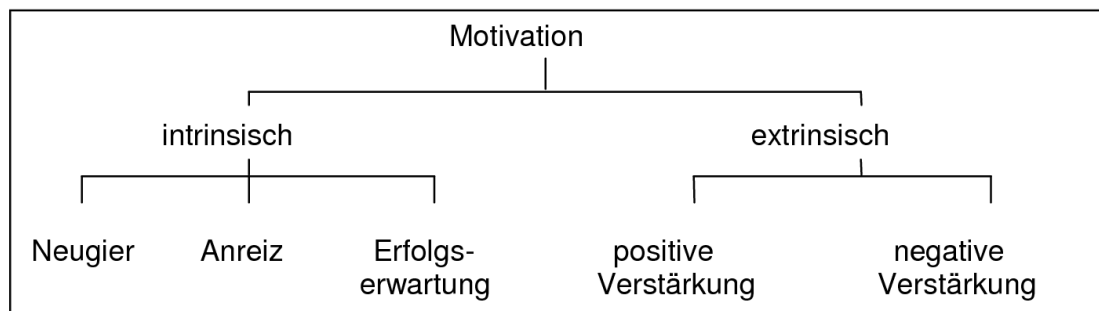 Motivation
intrinsisch extrinsisch
Neugier Anreiz Erfolgs- positive negative
erwartung Verstärkung Verstärkung